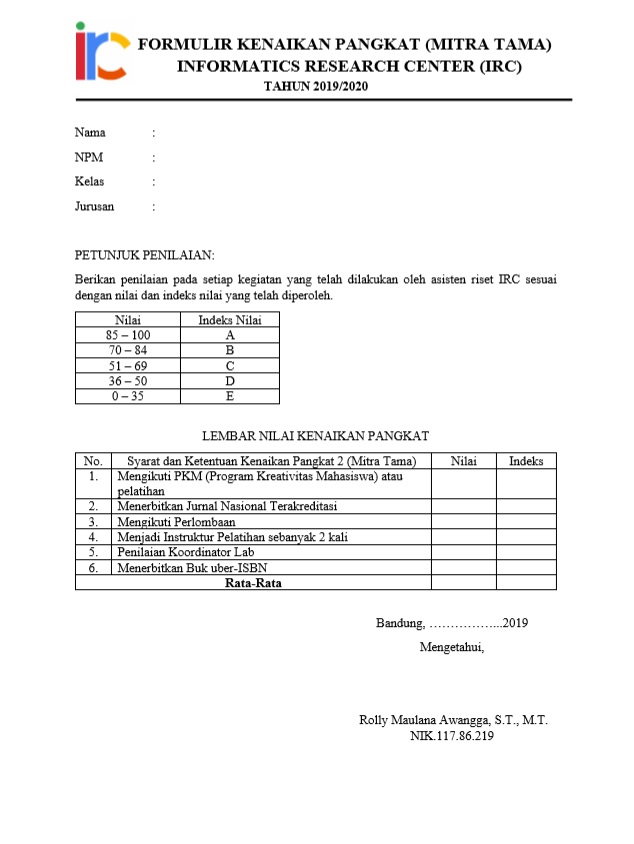 irc
FORMULIR KENAIKAN PANGKAT (MITRA TAMA)
INFORMATICS RESEARCH CENTER (IRC)
TAHUN 2019/2020
Nama :
NPM :
Kelas :
Jurusan :
PETUNJUK PENILAIAN:
Berikan penilaian pada setiap kegiatan yang telah dilakukan oleh asisten riset IRC sesuai
dengan nilai dan indeks nilai yang telah diperoleh.
Nilai Indeks Nilai
85 – 100 A
70 – 84 B
51 – 69 C
36 – 50 D
0 – 35 E
LEMBAR NILAI KENAIKAN PANGKAT
No. Syarat dan Ketentuan Kenaikan Pangkat 2 (Mitra Tama) Nilai Indeks
1. Mengikuti PKM (Program Kreativitas Mahasiswa) atau
pelatihan
2. Menerbitkan Jurnal Nasional Terakreditasi
3. Mengikuti Perlombaan
4. Menjadi Instruktur Pelatihan sebanyak 2 kali
5. Penilaian Koordinator Lab
6. Menerbitkan Buk uber-ISBN
Rata-Rata
Bandung, ……………...2019
Mengetahui,
Rolly Maulana Awangga, S.T., M.T.
NIK.117.86.219